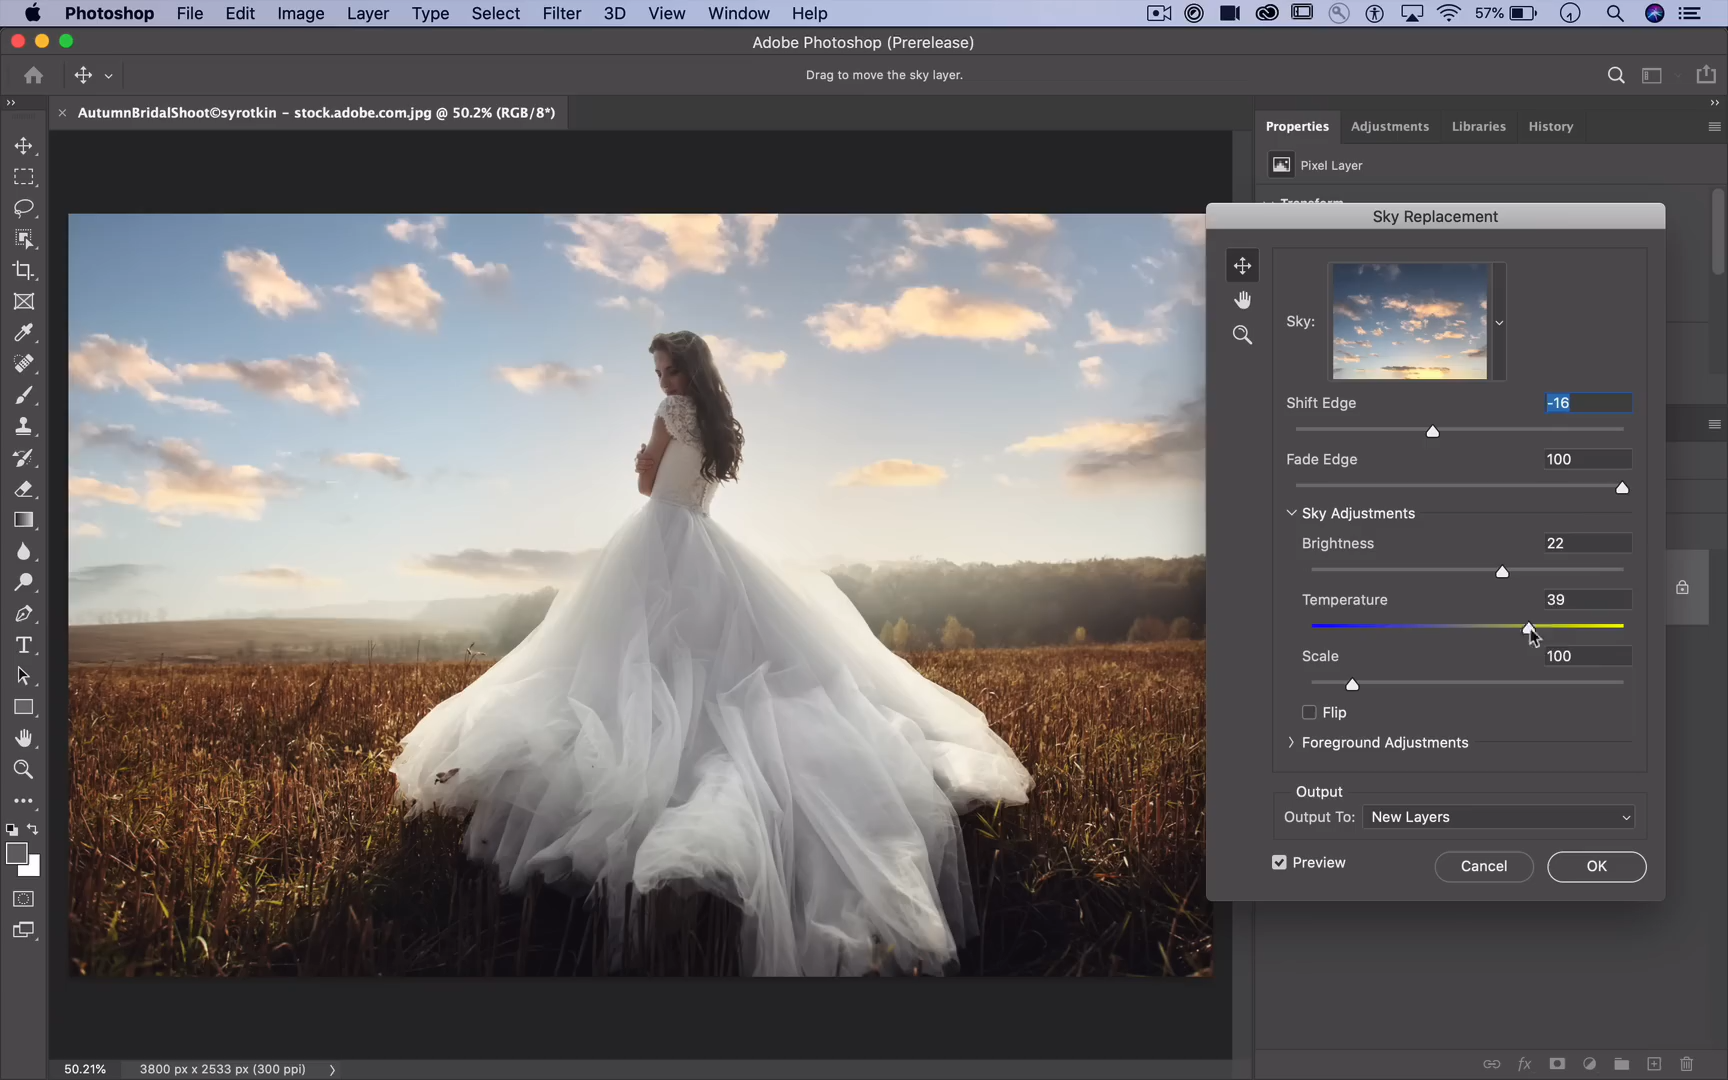 Photoshop File Edit Image Layer Type Select Filter 3D View Window Help 57%
Adobe Photoshop (Prerelease)
Drag to move the sky layer.
AutumnBridalShoot©syrotkin – stock.adobe.com.jpg @ 50.2% (RGB/8*)
Properties Adjustments Libraries History
Pixel Layer
Transform
Sky Replacement
Sky:
Shift Edge -16
Fade Edge 100
Sky Adjustments
Brightness 22
Temperature 39
Scale 100
Flip
Foreground Adjustments
Output
Output To: New Layers
Preview Cancel OK
50.21% 3800 px x 2533 px (300 ppi)
fx